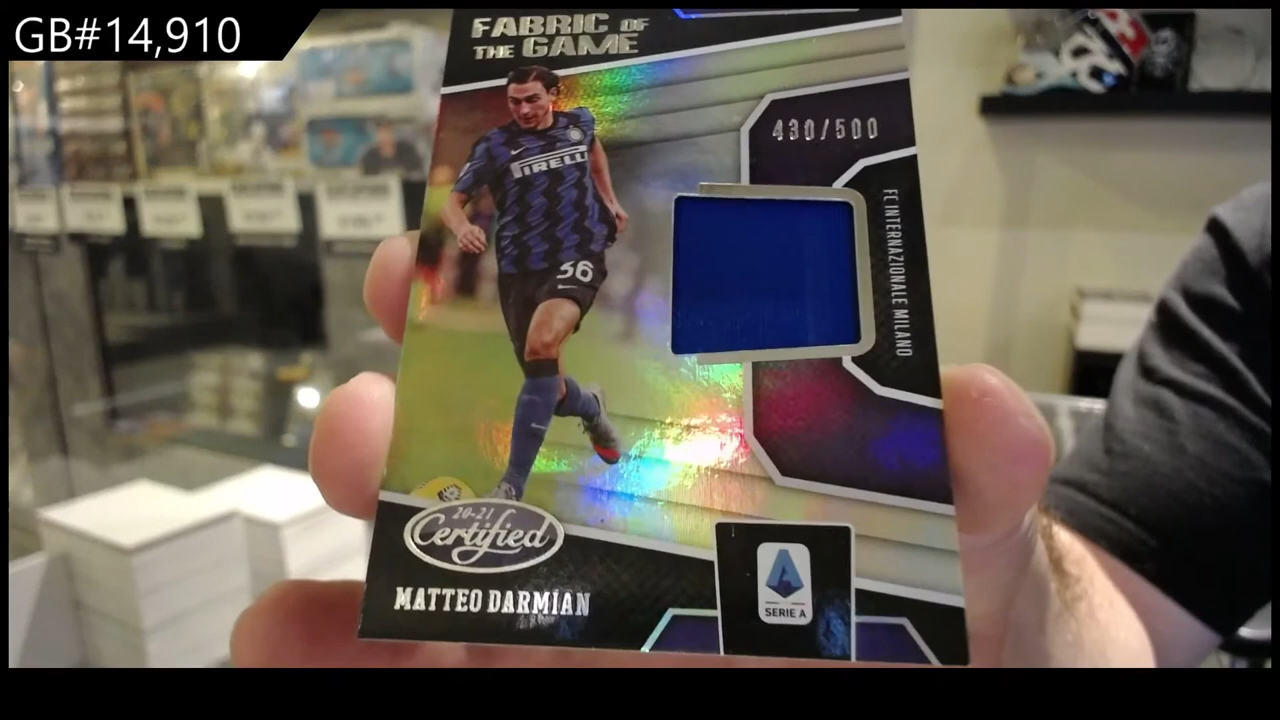 GB#14,910
FABRIC OF
THE GAME
430/500
FC INTERNAZIONALE MILANO
PIRELLI
36
20-21
Certified
MATTEO DARMIAN
SERIE A